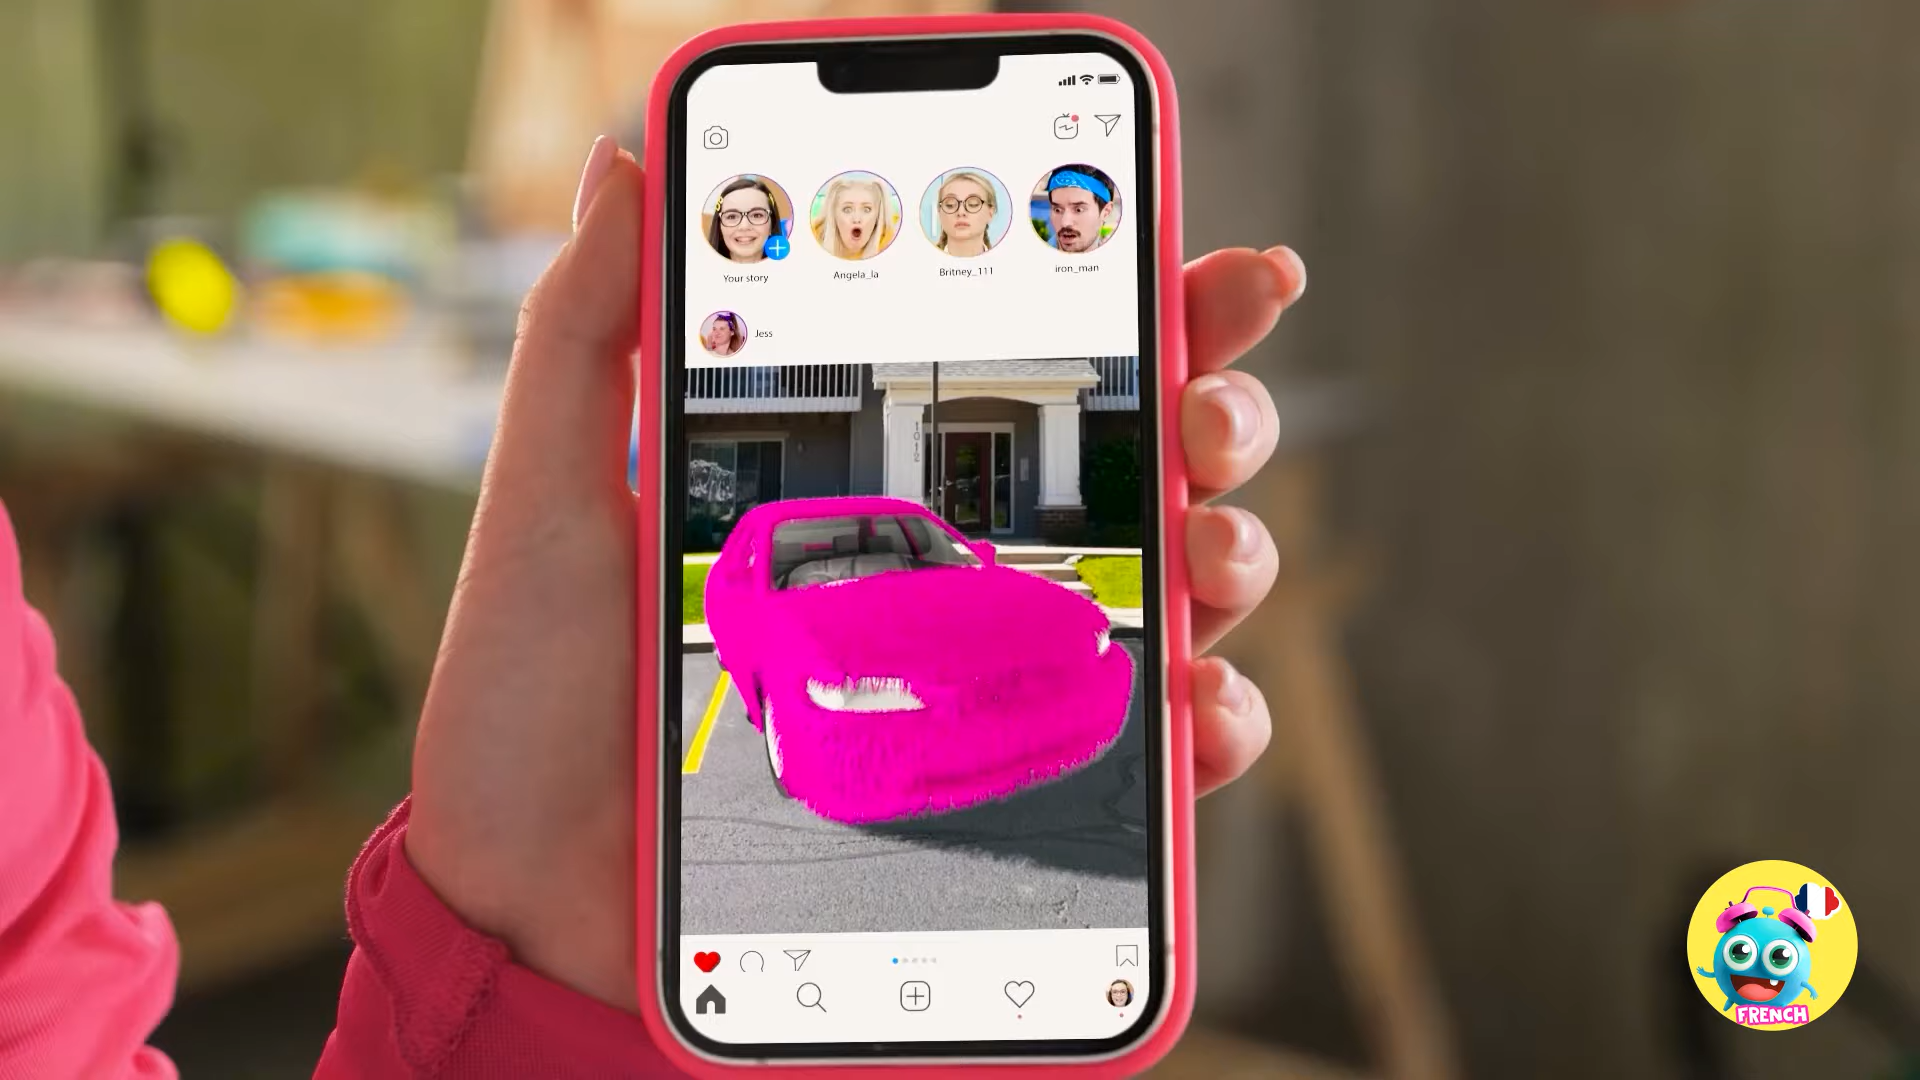 Your story
Angela_la
Britney_111
iron_man
Jess
1012
FRENCH